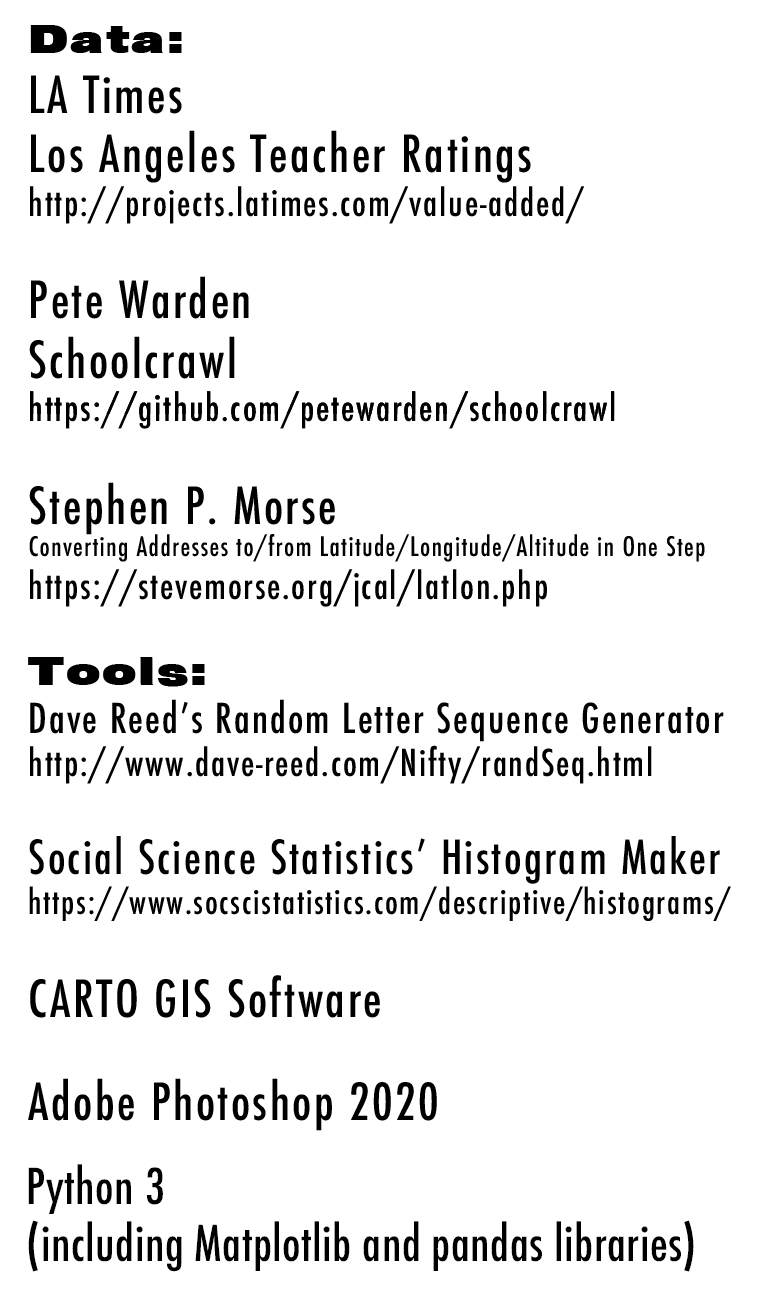 Data:
LA Times
Los Angeles Teacher Ratings
http://projects.latimes.com/value-added/
Pete Warden
Schoolcrawl
https://github.com/petewarden/schoolcrawl
Stephen P. Morse
Converting Addresses to/from Latitude/Longitude/Altitude in One Step
https://stevemorse.org/jcal/latlon.php
Tools:
Dave Reed’s Random Letter Sequence Generator
http://www.dave-reed.com/Nifty/randSeq.html
Social Science Statistics’ Histogram Maker
https://www.socscistatistics.com/descriptive/histograms/
CARTO GIS Software
Adobe Photoshop 2020
Python 3
(including Matplotlib and pandas libraries)